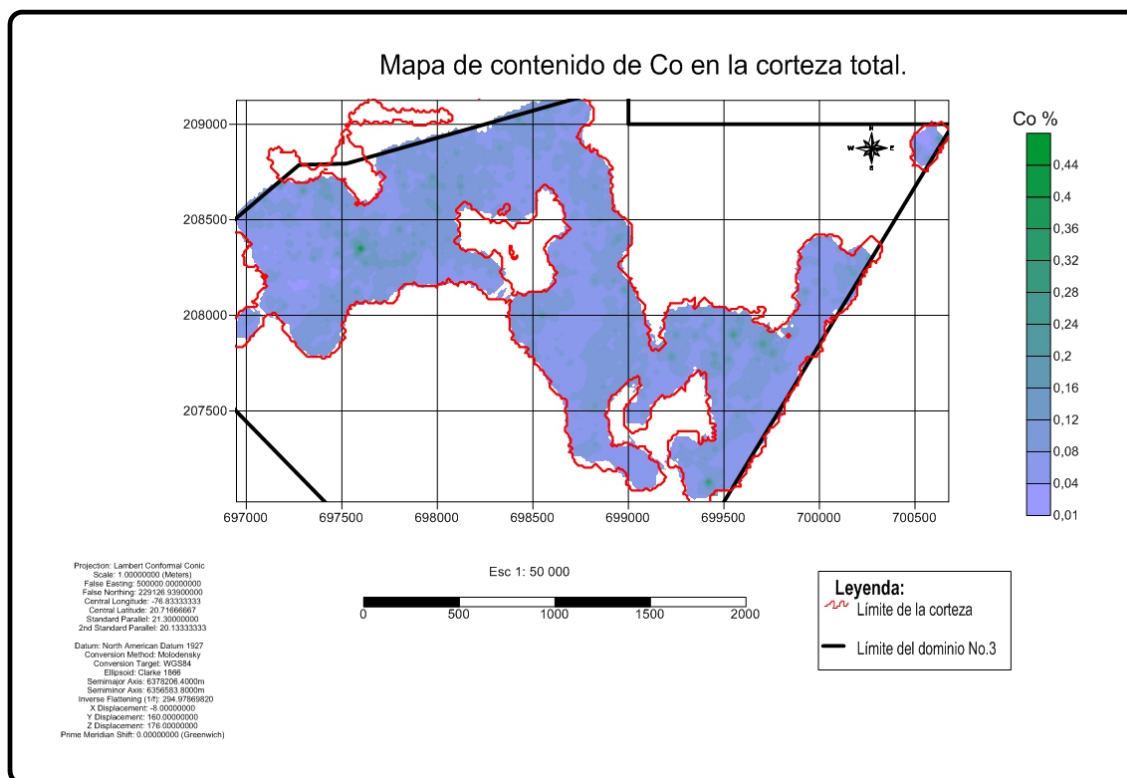 Mapa de contenido de Co en la corteza total.
Co %
209000
208500
208000
207500
697000
697500
698000
698500
699000
699500
700000
700500
N
W
E
S
0,44
0,4
0,36
0,32
0,28
0,24
0,2
0,16
0,12
0,08
0,04
0,01
Projection: Lambert Conformal Conic
Scale: 1.00000000 (Meters)
False Easting: 500000.00000000
False Northing: 229126.93900000
Central Longitude: -76.83333333
Central Latitude: 20.71666667
Standard Parallel: 21.30000000
2nd Standard Parallel: 20.13333333
Datum: North American Datum 1927
Conversion Method: Molodensky
Conversion Target: WGS84
Ellipsoid: Clarke 1866
Semimajor Axis: 6378206.4000m
Semiminor Axis: 6356583.8000m
Inverse Flattening (1/f): 294.97869820
X Displacement: -8.00000000
Y Displacement: 160.00000000
Z Displacement: 176.00000000
Prime Meridian Shift: 0.00000000 (Greenwich)
Esc 1: 50 000
0
500
1000
1500
2000
Leyenda:
Límite de la corteza
Límite del dominio No.3